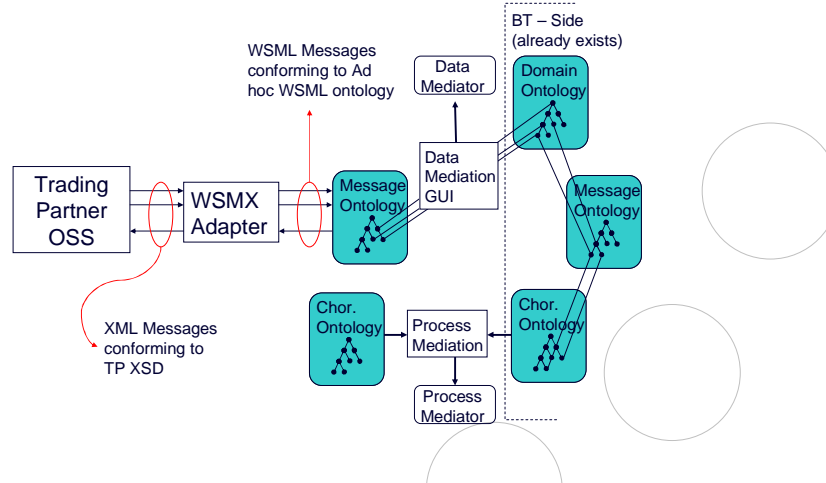 BT – Side
(already exists)
WSML Messages
conforming to Ad
hoc WSML ontology
Data
Mediator
Domain
Ontology
Trading
Partner
OSS
WSMX
Adapter
Message
Ontology
Data
Mediation
GUI
Message
Ontology
XML Messages
conforming to
TP XSD
Chor.
Ontology
Process
Mediation
Chor.
Ontology
Process
Mediator